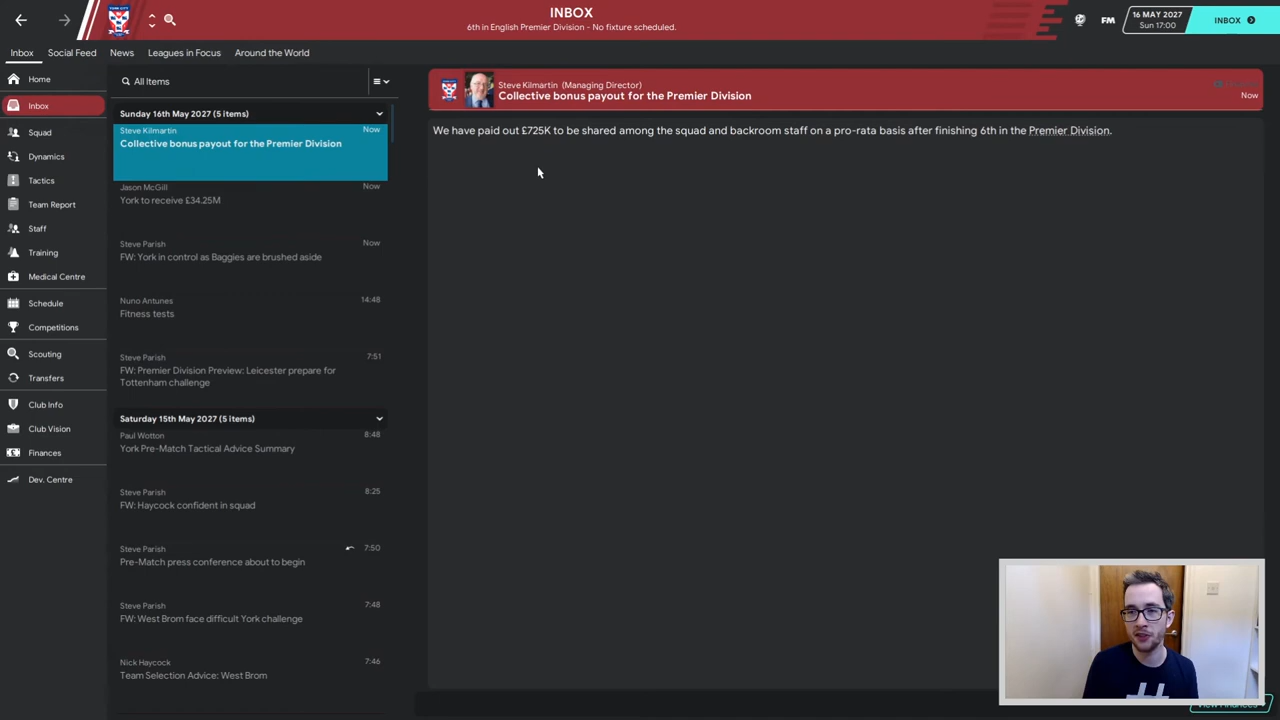 INBOX
6th in English Premier Division - No fixture scheduled.
FM
16 MAY 2027
Sun 17:00
INBOX
Inbox
Social Feed
News
Leagues in Focus
Around the World
Home
Inbox
Squad
Dynamics
Tactics
Team Report
Staff
Training
Medical Centre
Schedule
Competitions
Scouting
Transfers
Club Info
Club Vision
Finances
Dev. Centre
All Items
Sunday 16th May 2027 (5 items)
Steve Kilmartin Now
Collective bonus payout for the Premier Division
Jason McGill Now
York to receive £34.25M
Steve Parish Now
FW: York in control as Baggies are brushed aside
Nuno Antunes 14:48
Fitness tests
Steve Parish 7:51
FW: Premier Division Preview: Leicester prepare for
Tottenham challenge
Saturday 15th May 2027 (5 items)
Paul Wotton 8:48
York Pre-Match Tactical Advice Summary
Steve Parish 8:25
FW: Haycock confident in squad
Steve Parish 7:50
Pre-Match press conference about to begin
Steve Parish 7:48
FW: West Brom face difficult York challenge
Nick Haycock 7:46
Team Selection Advice: West Brom
Steve Kilmartin (Managing Director)
Collective bonus payout for the Premier Division
Now
We have paid out £725K to be shared among the squad and backroom staff on a pro-rata basis after finishing 6th in the Premier Division.
View Finances